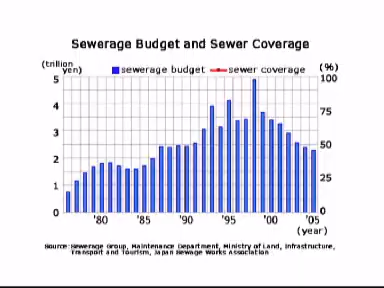 Sewerage Budget and Sewer Coverage
(trillion yen) sewerage budget sewer coverage (%)
5 100
4 75
3 50
2 25
1
0 0
'80 '85 '90 '95 '00 '05
(year)
Source: Sewerage Group, Maintenance Department, Ministry of Land, Infrastructure,
Transport and Tourism, Japan Sewage Works Association